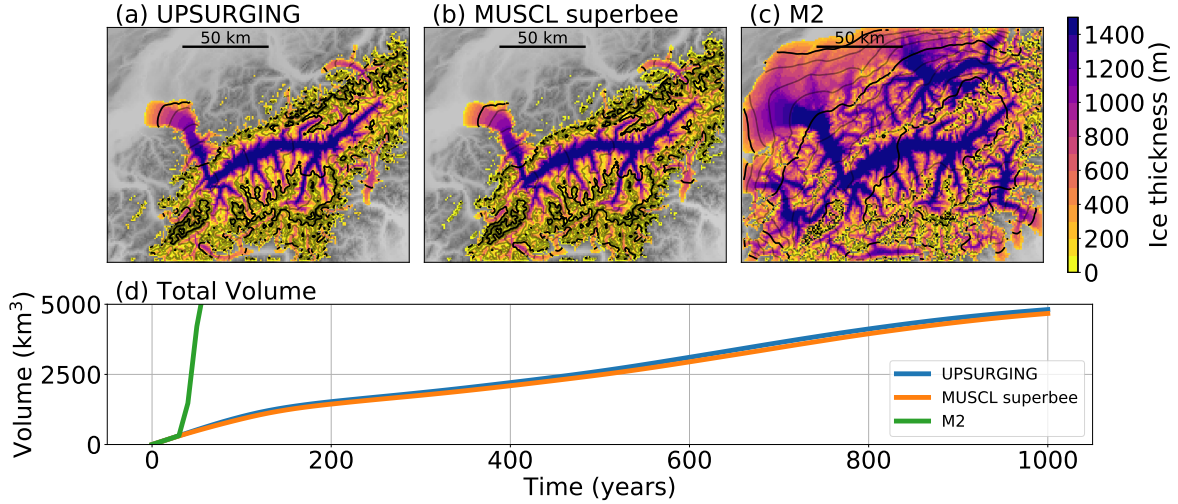 (a) UPSURGING
(b) MUSCL superbee
(c) M2
50 km
50 km
50 km
1400
1200
1000
800
600
400
200
0
Ice thickness (m)
(d) Total Volume
5000
2500
0
Volume (km³)
UPSURGING
MUSCL superbee
M2
0
200
400
600
800
1000
Time (years)